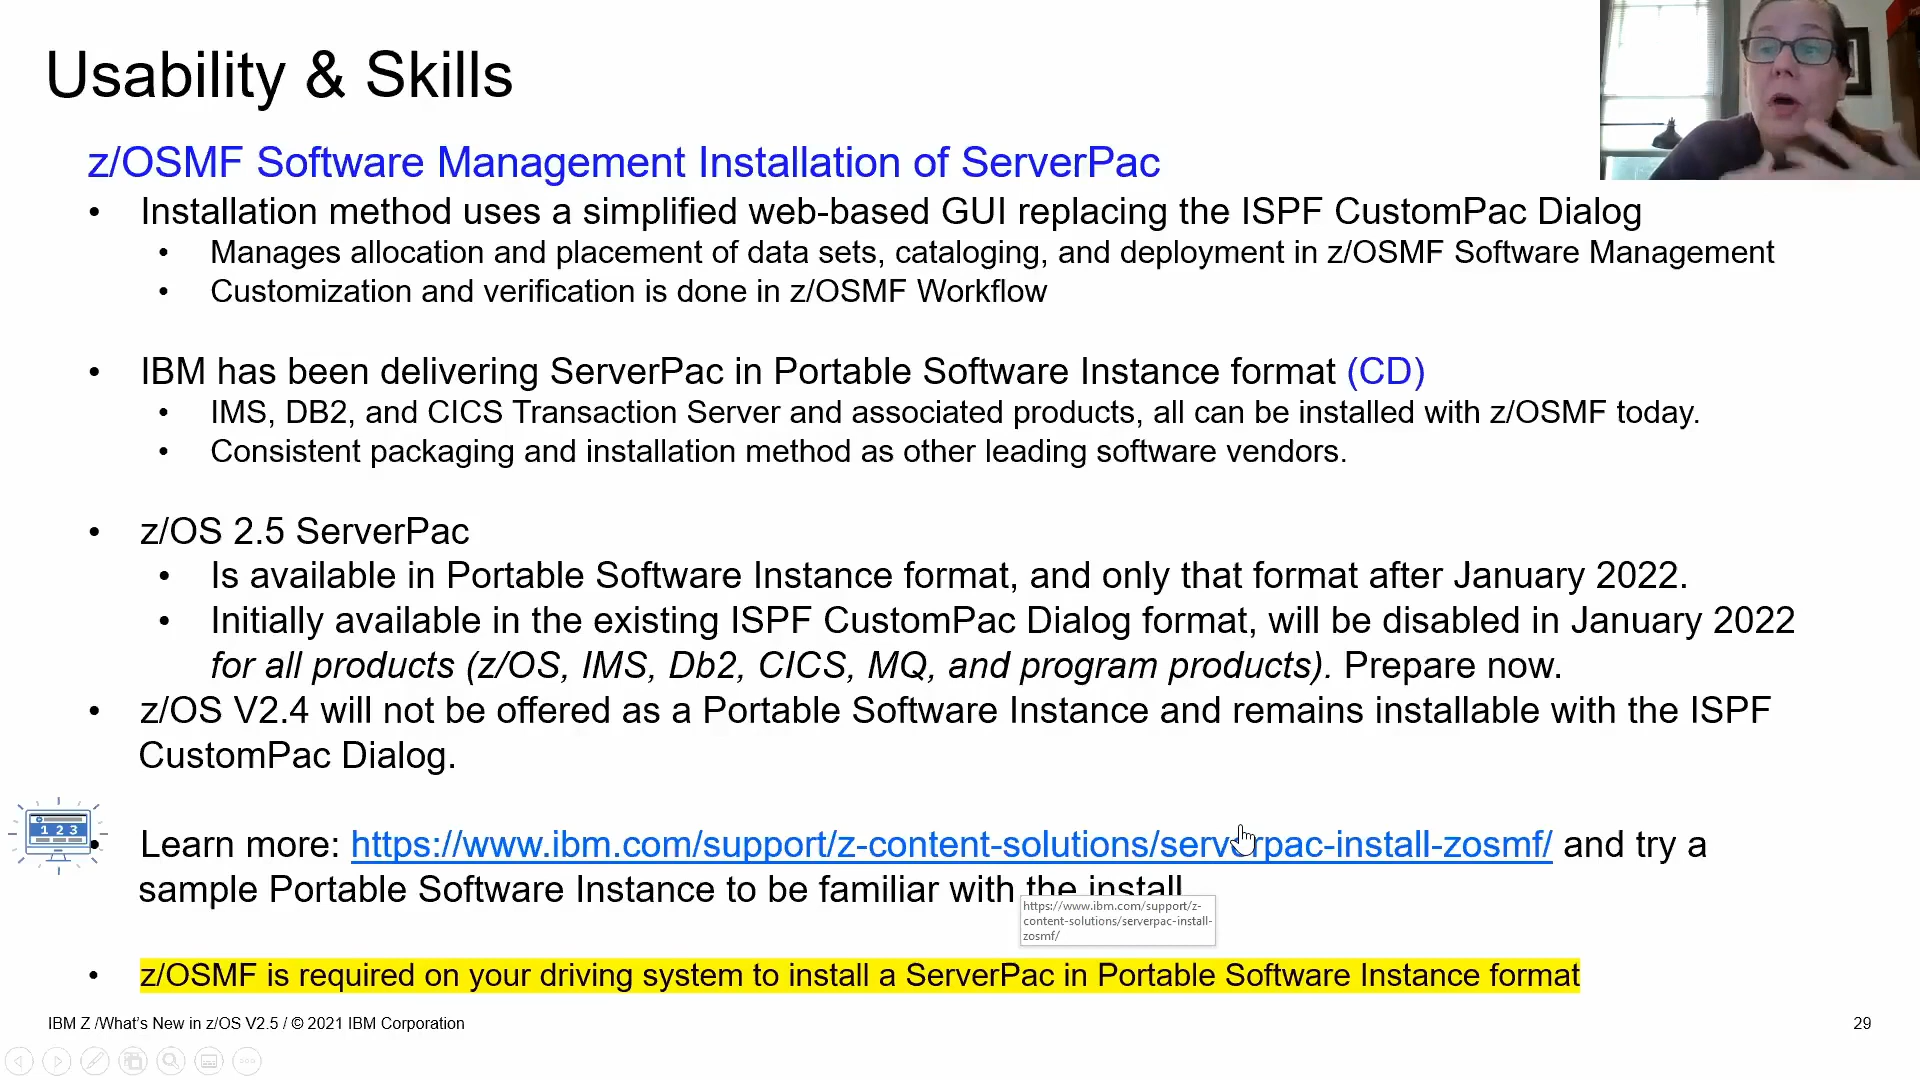 Usability & Skills
z/OSMF Software Management Installation of ServerPac
• Installation method uses a simplified web-based GUI replacing the ISPF CustomPac Dialog
• Manages allocation and placement of data sets, cataloging, and deployment in z/OSMF Software Management
• Customization and verification is done in z/OSMF Workflow
• IBM has been delivering ServerPac in Portable Software Instance format (CD)
• IMS, DB2, and CICS Transaction Server and associated products, all can be installed with z/OSMF today.
• Consistent packaging and installation method as other leading software vendors.
• z/OS 2.5 ServerPac
• Is available in Portable Software Instance format, and only that format after January 2022.
• Initially available in the existing ISPF CustomPac Dialog format, will be disabled in January 2022
for all products (z/OS, IMS, Db2, CICS, MQ, and program products). Prepare now.
• z/OS V2.4 will not be offered as a Portable Software Instance and remains installable with the ISPF
CustomPac Dialog.
1 2 3
• Learn more: https://www.ibm.com/support/z-content-solutions/serverpac-install-zosmf/ and try a
sample Portable Software Instance to be familiar with the install
https://www.ibm.com/support/z-
content-solutions/serverpac-install-
zosmf/
• z/OSMF is required on your driving system to install a ServerPac in Portable Software Instance format
IBM Z /What's New in z/OS V2.5 / © 2021 IBM Corporation
29